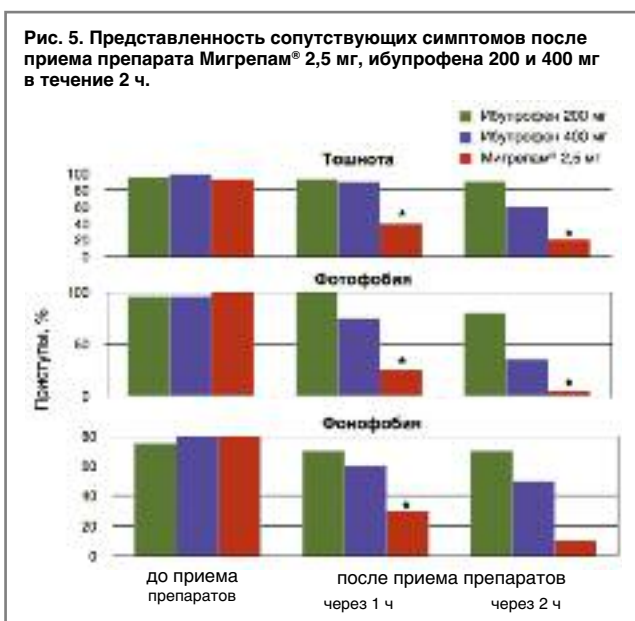 Рис. 5. Представленность сопутствующих симптомов после
приема препарата Мигрепам® 2,5 мг, ибупрофена 200 и 400 мг
в течение 2 ч.
Ибупрофен 200 мг
Ибупрофен 400 мг
Мигрепам® 2,5 мг
Тошнота
100
80
60
40
20
0
*
*
Фотофобия
100
50
0
*
*
Приступы, %
Фонофобия
80
60
40
20
0
*
до приема
препаратов
после приема препаратов
через 1 ч
через 2 ч